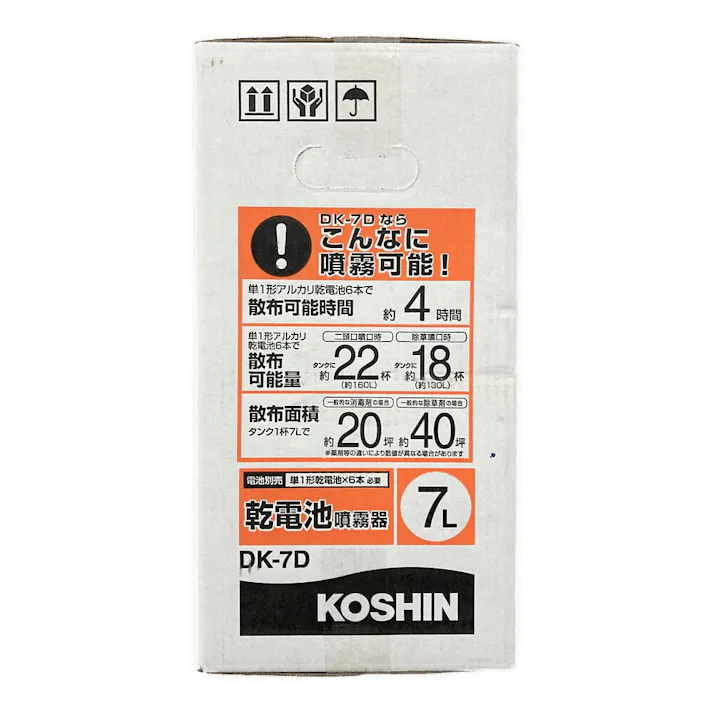 DK-7Dなら
こんなに
噴霧可能！
単1形アルカリ乾電池6本で
散布可能時間 約4時間
単1形アルカリ
乾電池6本で
散布
可能量
二頭口噴口時
タンクに約22杯
(約160L)
除草噴口時
タンクに約18杯
(約130L)
散布面積
タンク1杯7Lで
一般的な消毒剤の場合
約20坪
一般的な除草剤の場合
約40坪
※薬剤等の違いにより数値が異なる場合があります
電池別売 単1形乾電池×6本 必要
乾電池噴霧器
7L
DK-7D
KOSHIN